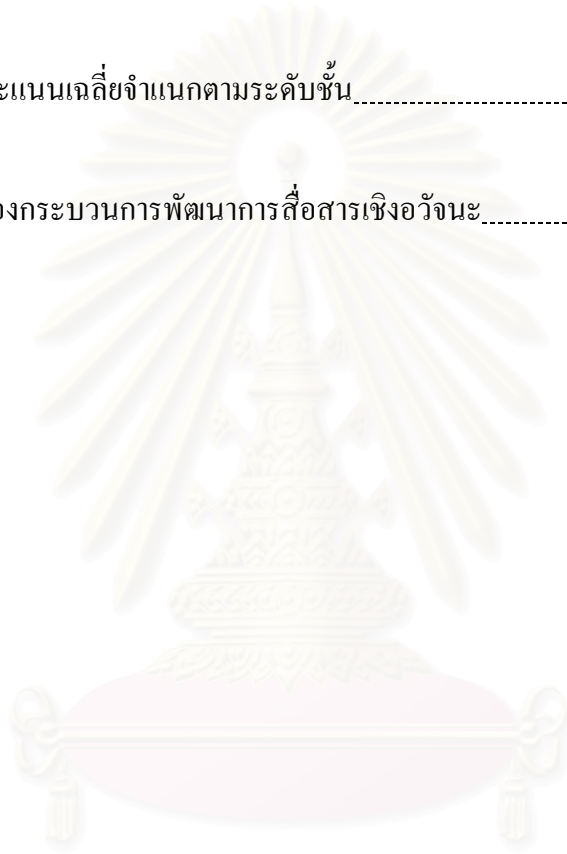 ะแนนเฉลี่ยจำแนกตามระดับชั้น
องกระบวนการพัฒนาการสื่อสารเชิงอวัจนะ